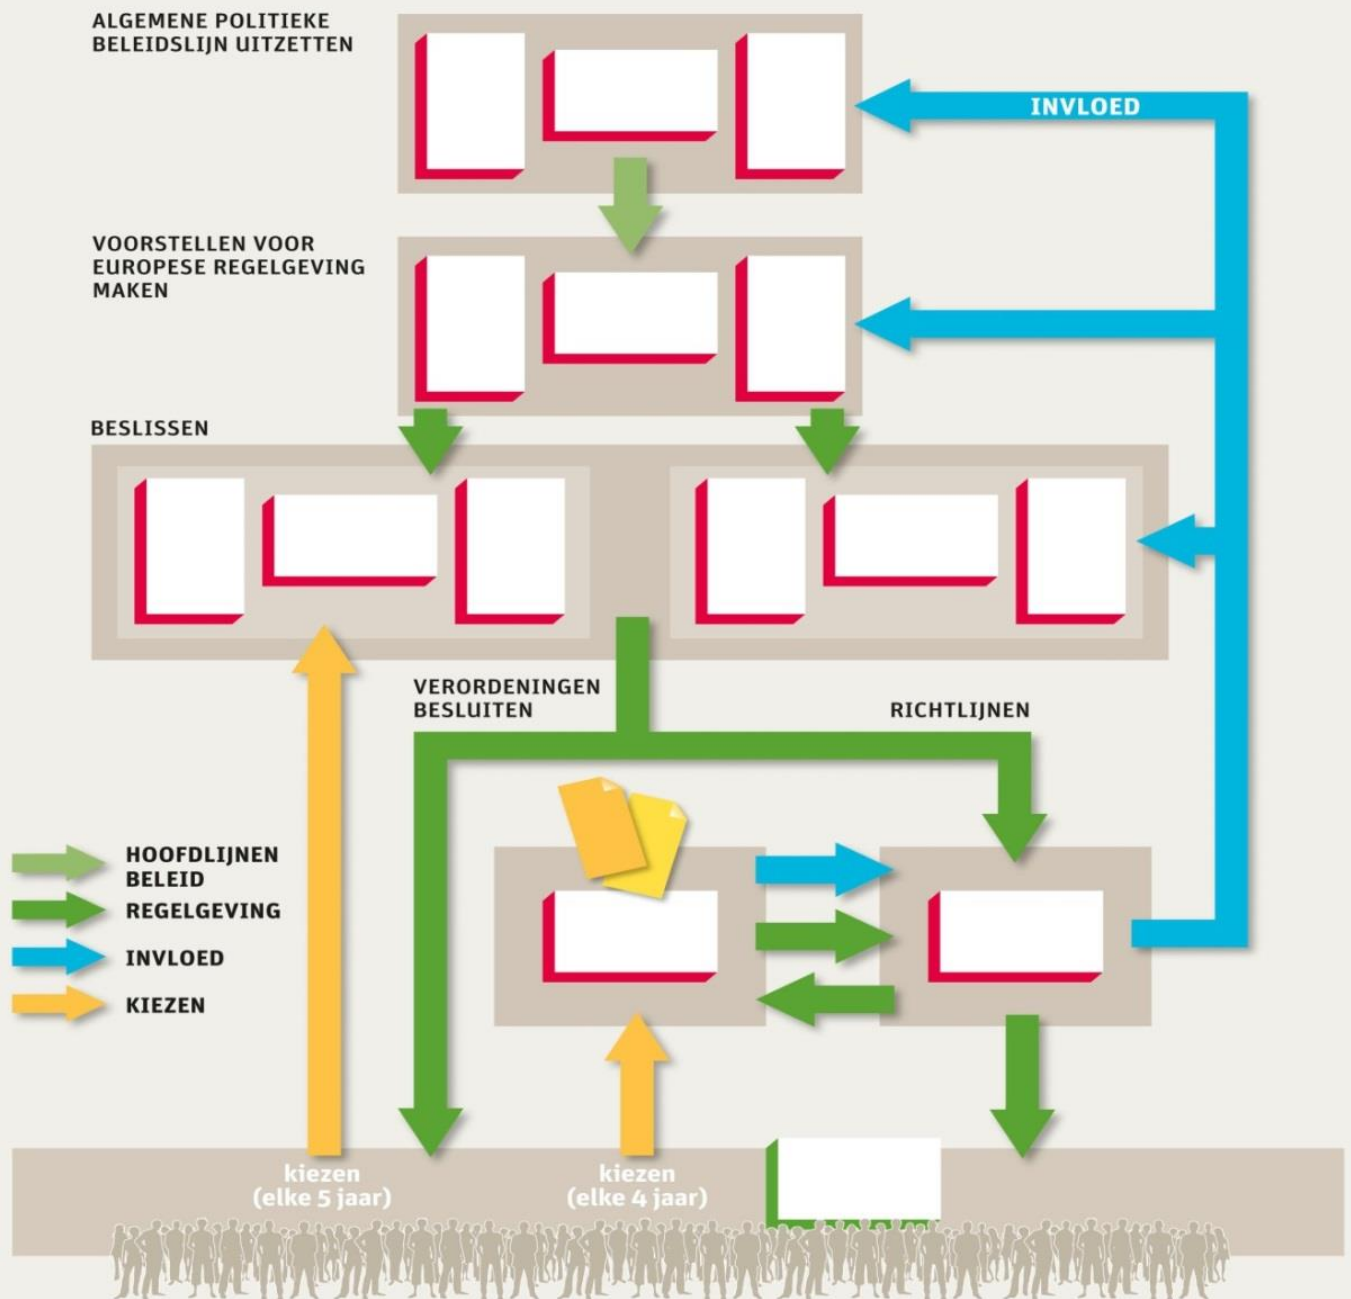 ALGEMENE POLITIEKE
BELEIDSLIJN UITZETTEN
INVLOED
VOORSTELLEN VOOR
EUROPESE REGELGEVING
MAKEN
BESLISSEN
VERORDENINGEN
BESLUITEN
RICHTLIJNEN
HOOFDLIJNEN
BELEID
REGELGEVING
INVLOED
KIEZEN
kiezen
(elke 5 jaar)
kiezen
(elke 4 jaar)